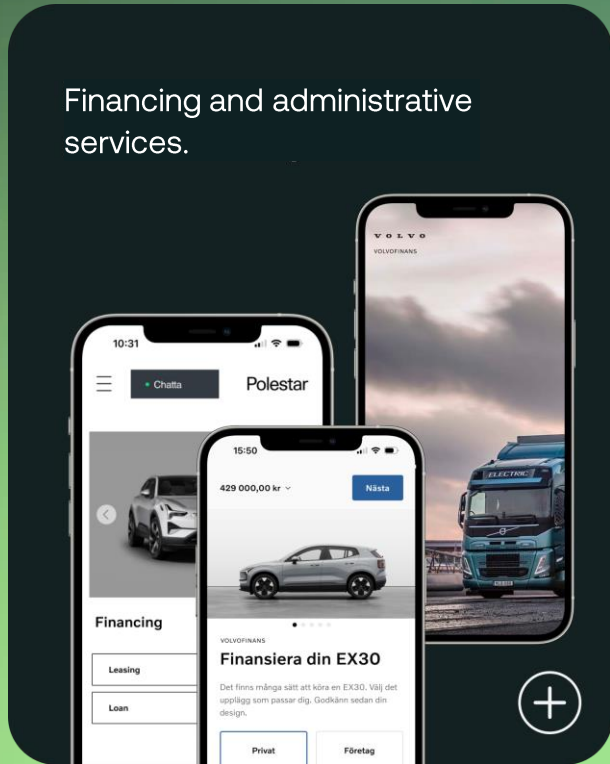 Financing and administrative
services.
VOLVO
VOLVOFINANS
ELECTRIC
10:31
Chatta
Polestar
Financing
Leasing
Loan
15:50
429 000,00 kr
Nästa
VOLVOFINANS
Finansiera din EX30
Det finns många sätt att köra en EX30. Välj det
upplägg som passar dig. Godkänn sedan din
design.
Privat
Företag